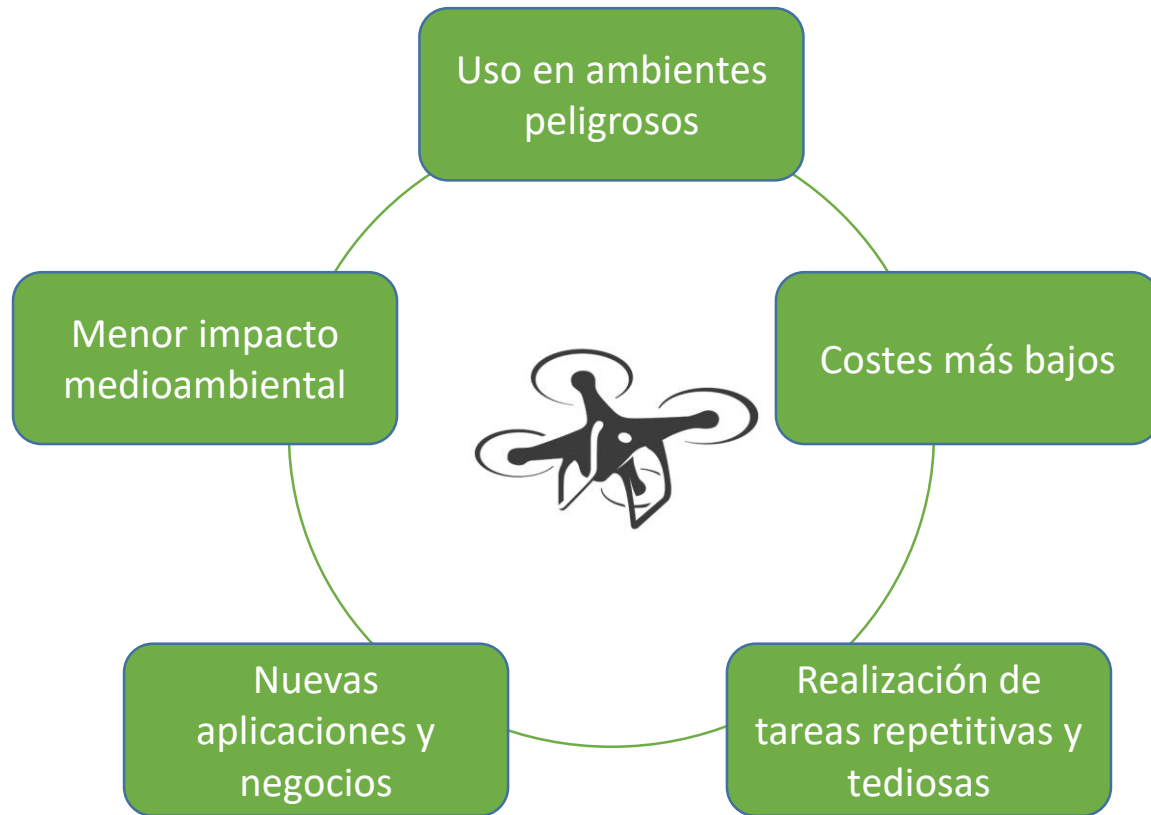 Uso en ambientes
peligrosos
Menor impacto
medioambiental
Costes más bajos
Nuevas
aplicaciones y
negocios
Realización de
tareas repetitivas y
tediosas